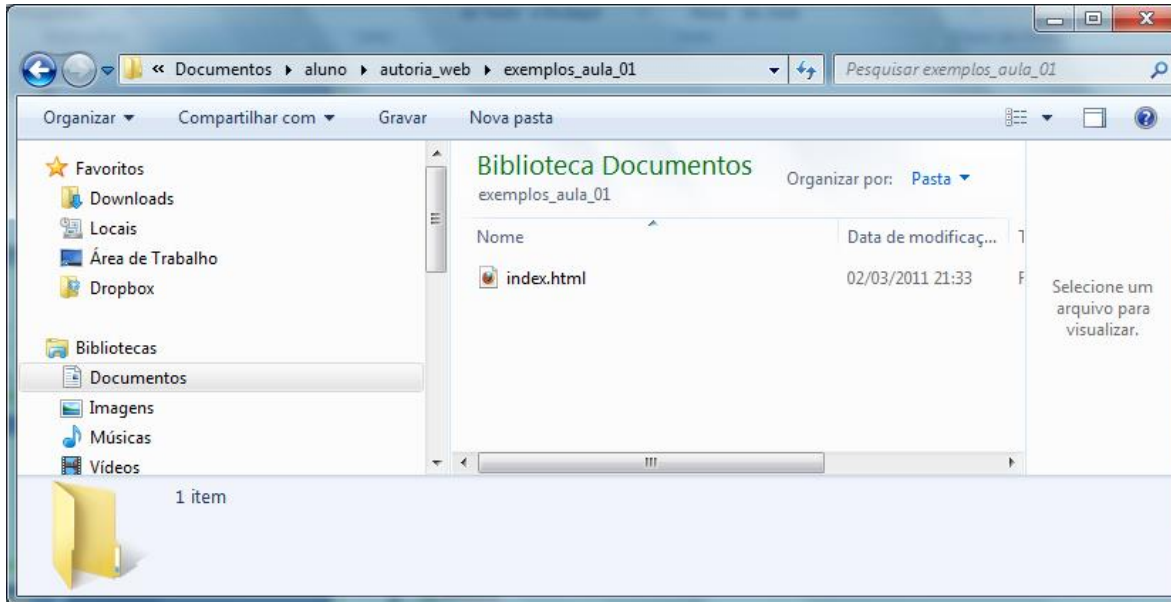 « Documentos ▸ aluno ▸ autoria_web ▸ exemplos_aula_01
Pesquisar exemplos_aula_01
Organizar Compartilhar com Gravar Nova pasta
Favoritos
Downloads
Locais
Área de Trabalho
Dropbox
Bibliotecas
Documentos
Imagens
Músicas
Vídeos
Biblioteca Documentos
exemplos_aula_01
Organizar por: Pasta
Nome Data de modificaç... T
index.html 02/03/2011 21:33 F
Selecione um
arquivo para
visualizar.
1 item